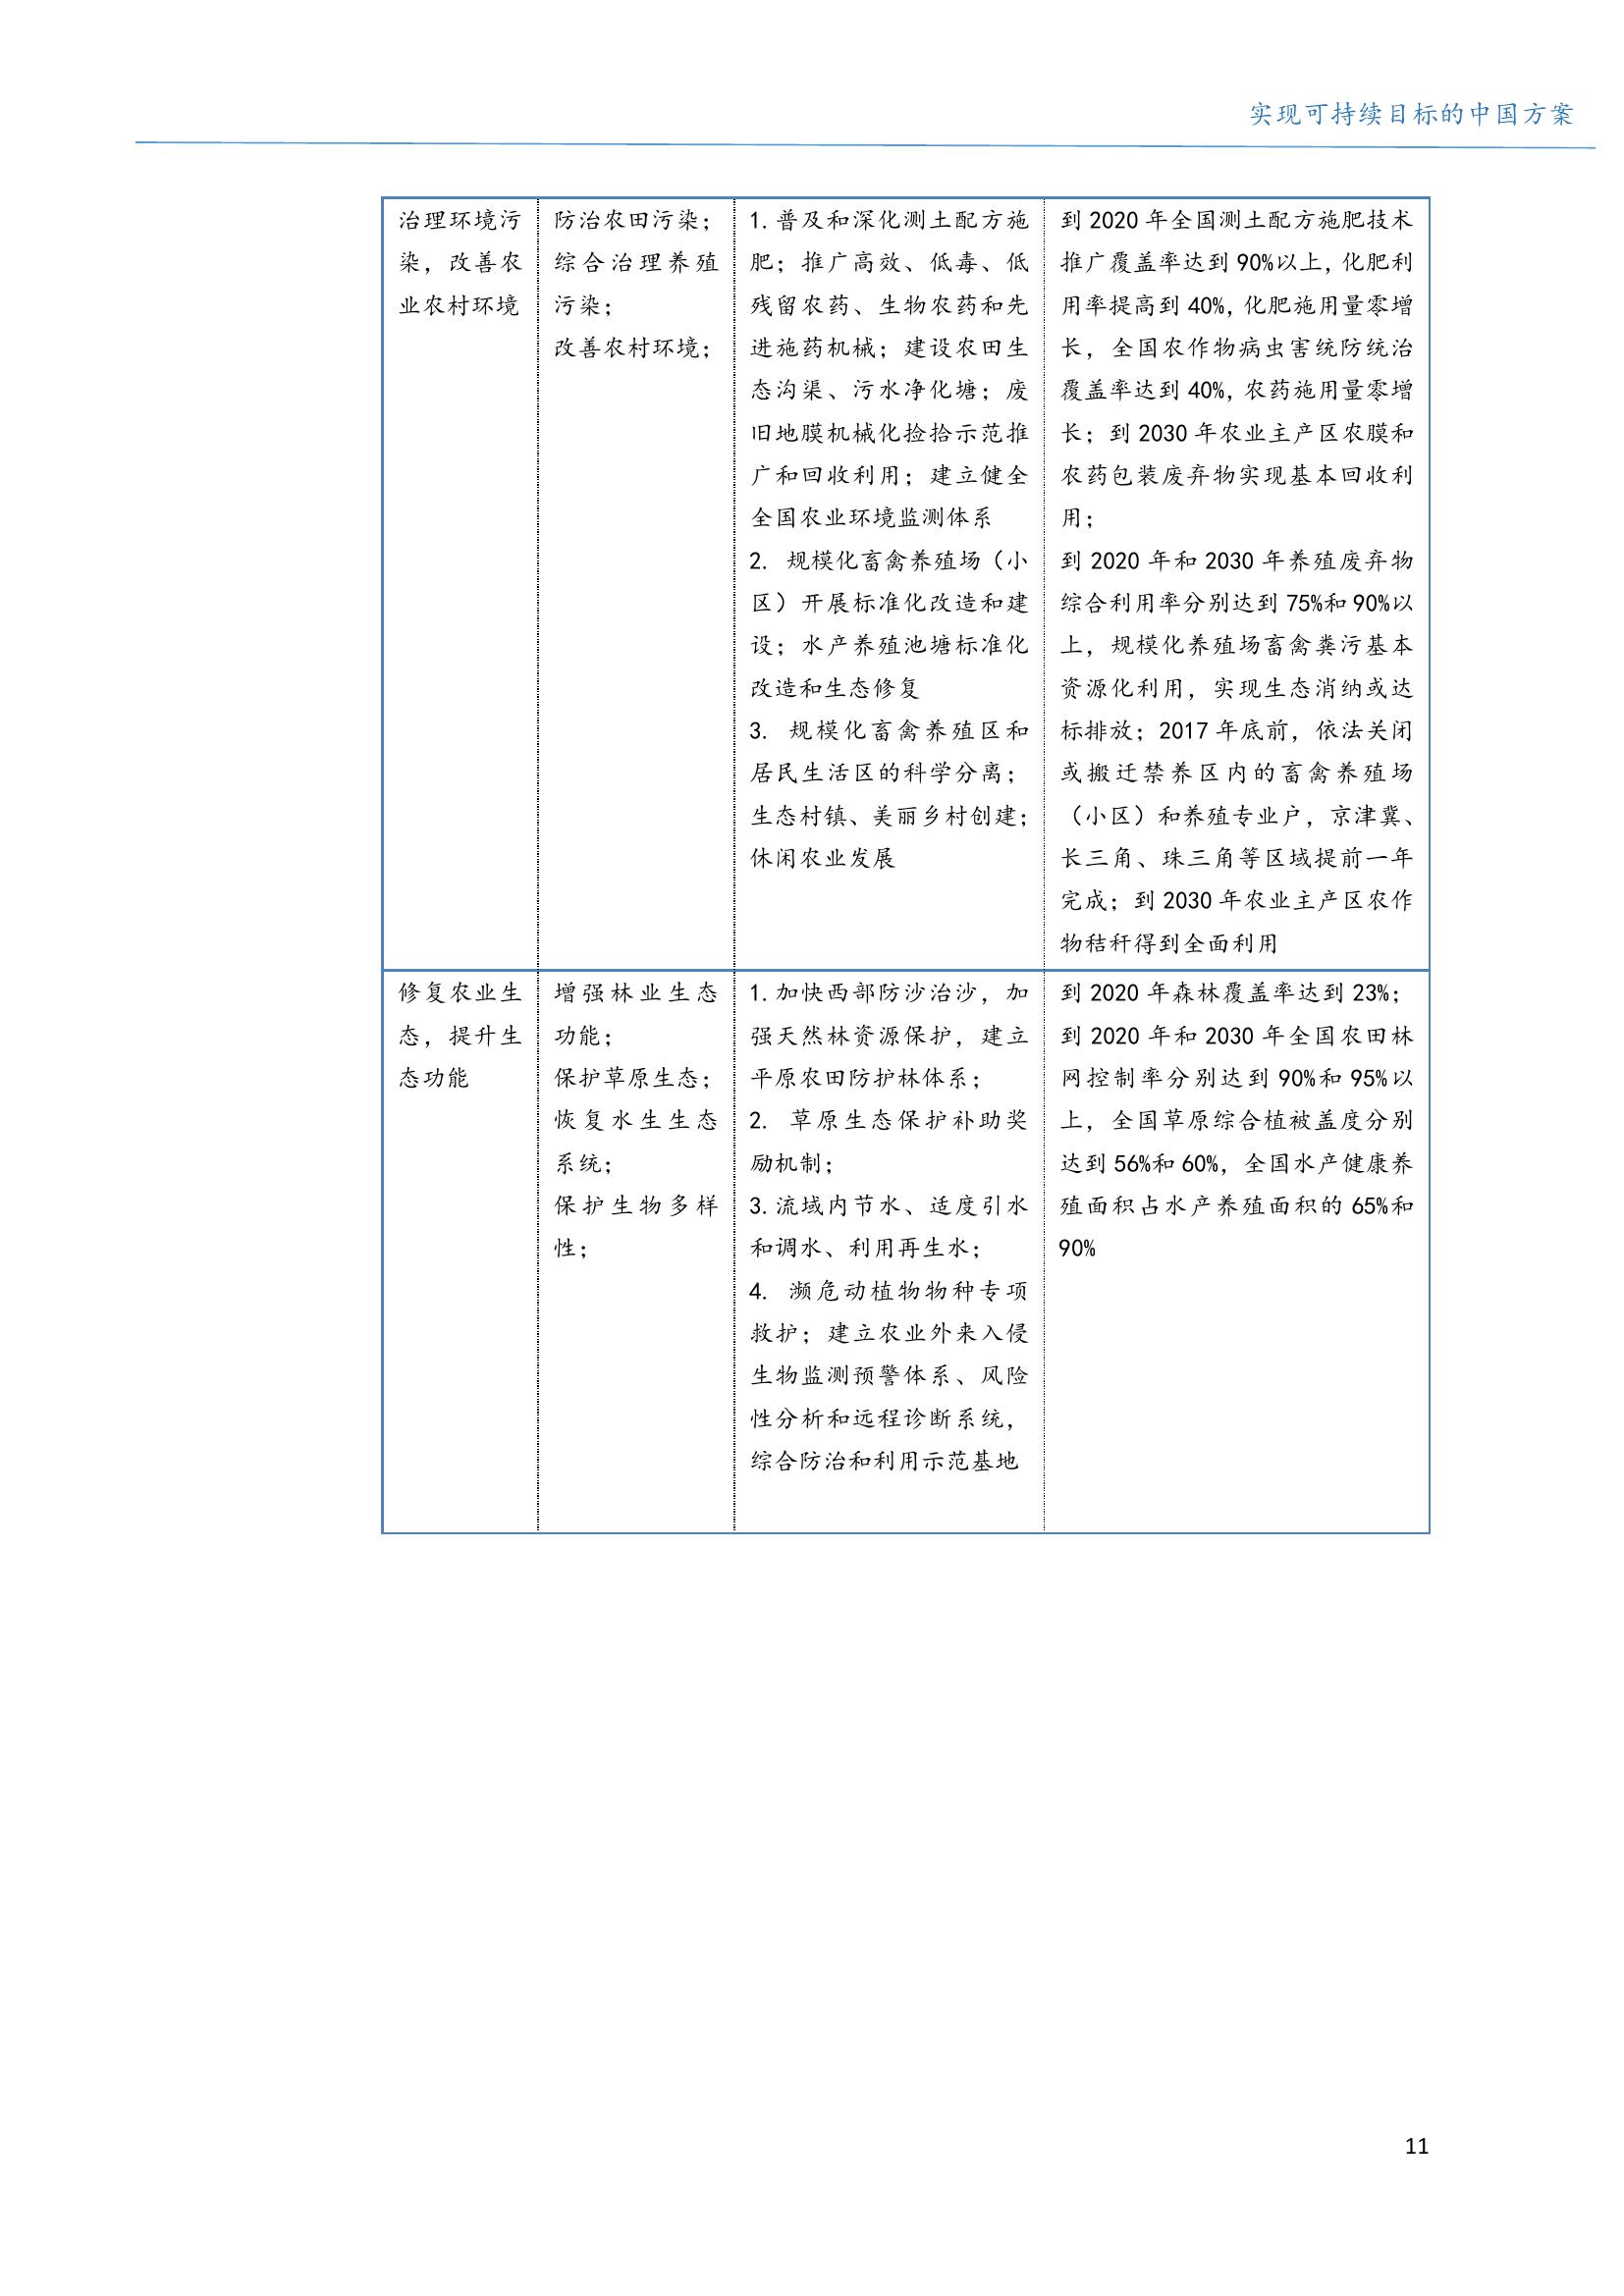 实现可持续目标的中国方案
治理环境污
染，改善农
业农村环境
防治农田污染；
综合治理养殖
污染；
改善农村环境；
1.普及和深化测土配方施
肥；推广高效、低毒、低
残留农药、生物农药和先
进施药机械；建设农田生
态沟渠、污水净化塘；废
旧地膜机械化捡拾示范推
广和回收利用；建立健全
全国农业环境监测体系
2. 规模化畜禽养殖场（小
区）开展标准化改造和建
设；水产养殖池塘标准化
改造和生态修复
3. 规模化畜禽养殖区和
居民生活区的科学分离；
生态村镇、美丽乡村创建；
休闲农业发展
到 2020 年全国测土配方施肥技术
推广覆盖率达到 90%以上，化肥利
用率提高到 40%，化肥施用量零增
长，全国农作物病虫害统防统治
覆盖率达到 40%，农药施用量零增
长；到 2030 年农业主产区农膜和
农药包装废弃物实现基本回收利
用；
到 2020 年和 2030 年养殖废弃物
综合利用率分别达到 75%和 90%以
上，规模化养殖场畜禽粪污基本
资源化利用，实现生态消纳或达
标排放；2017 年底前，依法关闭
或搬迁禁养区内的畜禽养殖场
（小区）和养殖专业户，京津冀、
长三角、珠三角等区域提前一年
完成；到 2030 年农业主产区农作
物秸秆得到全面利用
修复农业生
态，提升生
态功能
增强林业生态
功能；
保护草原生态；
恢复水生生态
系统；
保护生物多样
性；
1.加快西部防沙治沙，加
强天然林资源保护，建立
平原农田防护林体系；
2. 草原生态保护补助奖
励机制；
3.流域内节水、适度引水
和调水、利用再生水；
4. 濒危动植物物种专项
救护；建立农业外来入侵
生物监测预警体系、风险
性分析和远程诊断系统，
综合防治和利用示范基地
到 2020 年森林覆盖率达到 23%；
到 2020 年和 2030 年全国农田林
网控制率分别达到 90%和 95%以
上，全国草原综合植被盖度分别
达到 56%和 60%，全国水产健康养
殖面积占水产养殖面积的 65%和
90%
11